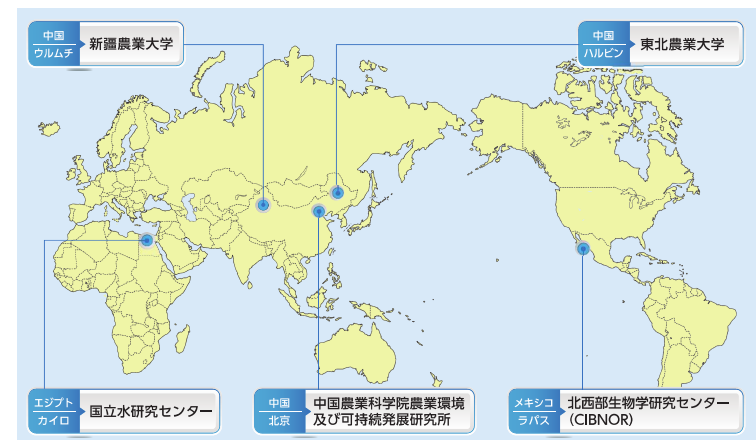 中国
ウルムチ
新疆農業大学
中国
ハルビン
東北農業大学
エジプト
カイロ
国立水研究センター
中国
北京
中国農業科学院農業環境
及び可持続発展研究所
メキシコ
ラパス
北西部生物学研究センター
(CIBNOR)